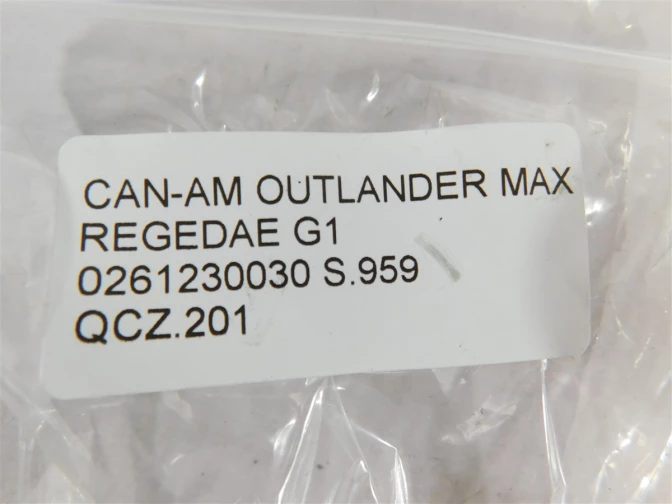 CAN-AM OUTLANDER MAX
REGEDAE G1
0261230030 S.959
QCZ.201